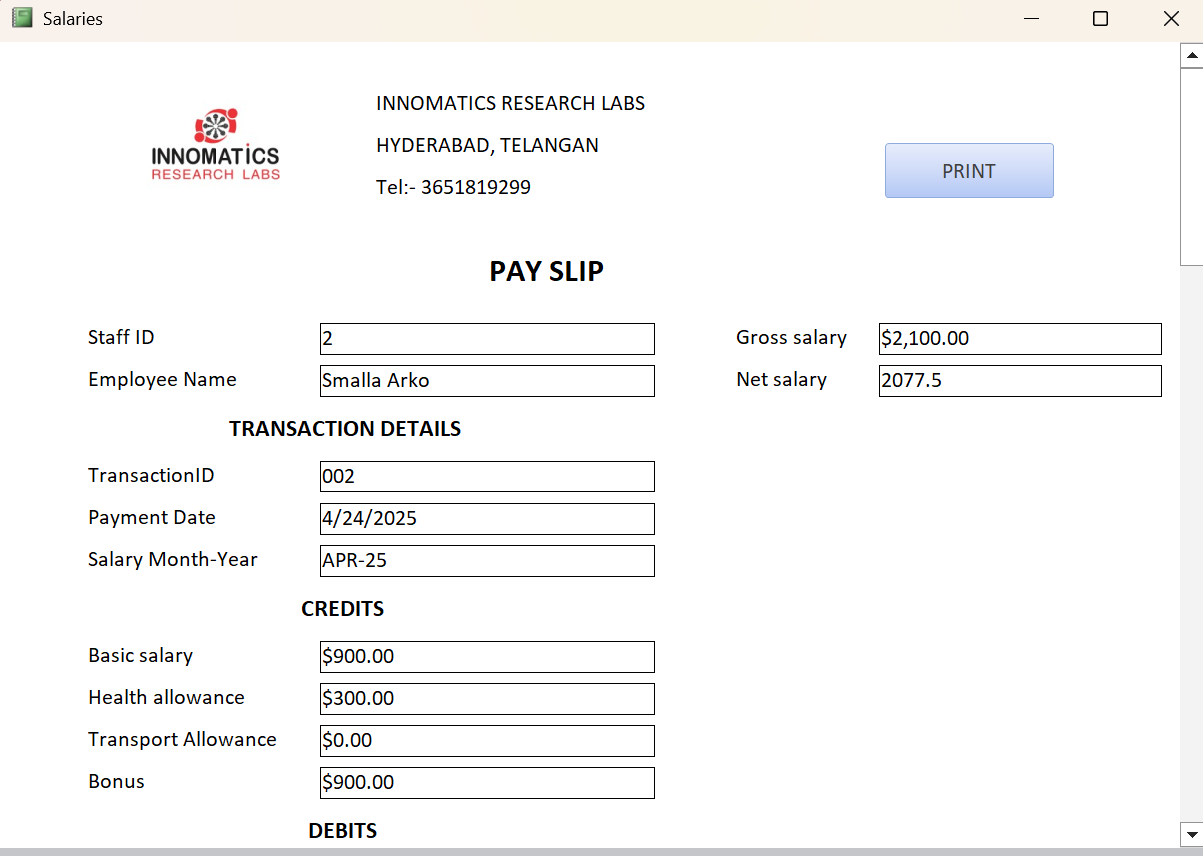 Salaries
INNOMATICS RESEARCH LABS
INNOMATICS
RESEARCH LABS
HYDERABAD, TELANGAN
Tel:- 3651819299
PRINT
PAY SLIP
Staff ID 2 Gross salary $2,100.00
Employee Name Smalla Arko Net salary 2077.5
TRANSACTION DETAILS
TransactionID 002
Payment Date 4/24/2025
Salary Month-Year APR-25
CREDITS
Basic salary $900.00
Health allowance $300.00
Transport Allowance $0.00
Bonus $900.00
DEBITS